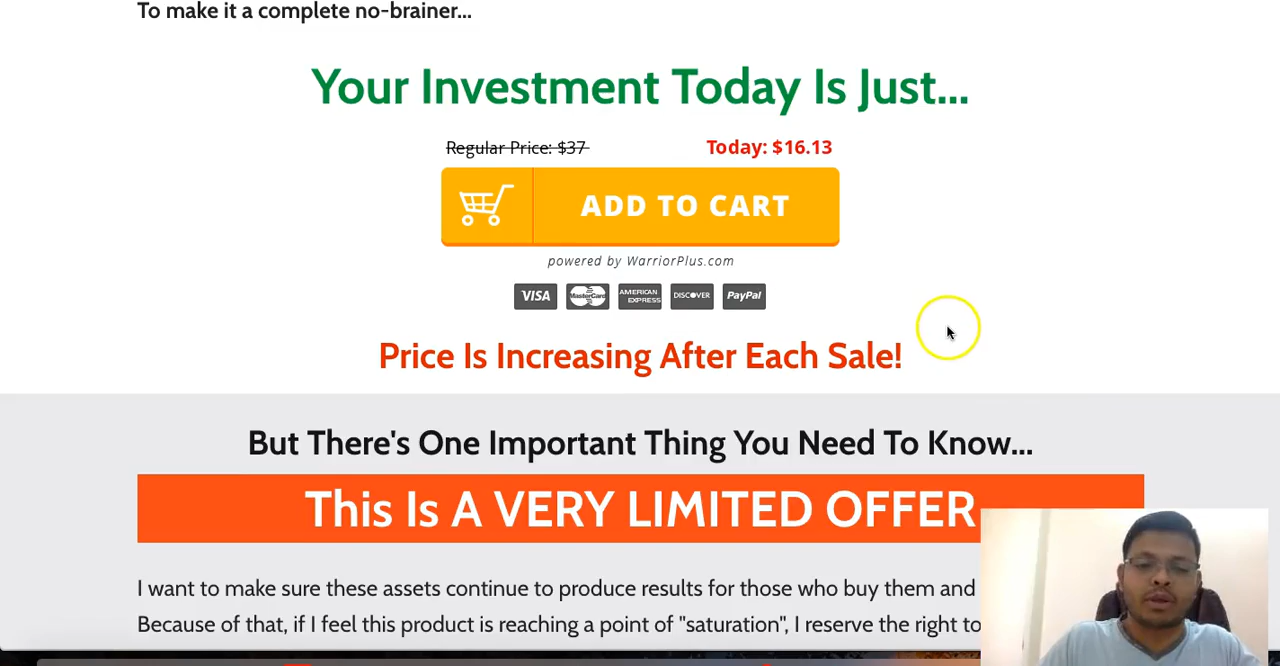 To make it a complete no-brainer...
Your Investment Today Is Just...
Regular Price: $37 Today: $16.13
ADD TO CART
powered by WarriorPlus.com
VISA MasterCard AMERICAN EXPRESS DISCOVER PayPal
Price Is Increasing After Each Sale!
But There's One Important Thing You Need To Know...
This Is A VERY LIMITED OFFER
I want to make sure these assets continue to produce results for those who buy them and
Because of that, if I feel this product is reaching a point of "saturation", I reserve the right to